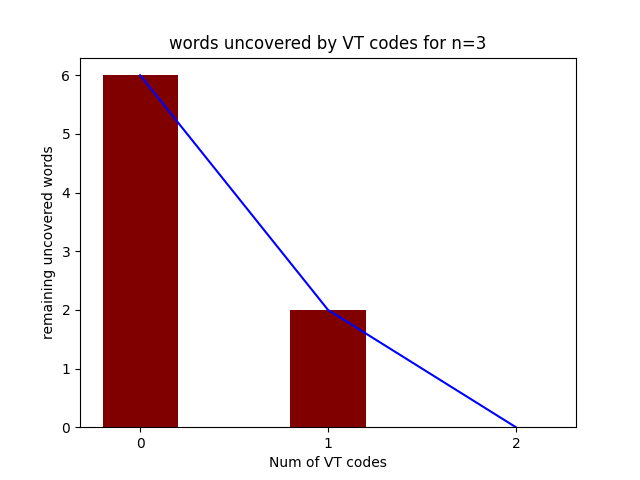 words uncovered by VT codes for n=3
remaining uncovered words
6
5
4
3
2
1
0
0 1 2
Num of VT codes